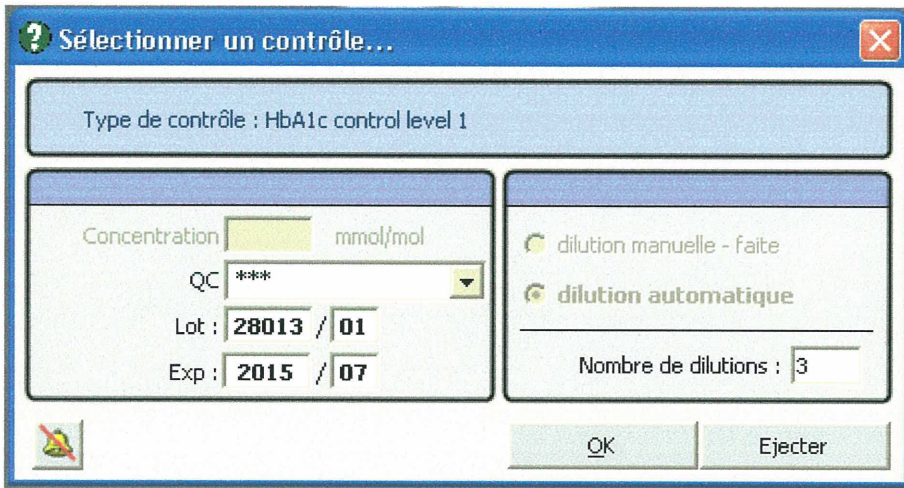 Sélectionner un contrôle...
Type de contrôle : HbA1c control level 1
Concentration mmol/mol
QC ***
Lot : 28013 / 01
Exp : 2015 / 07
dilution manuelle - faite
dilution automatique
Nombre de dilutions : 3
OK Ejecter